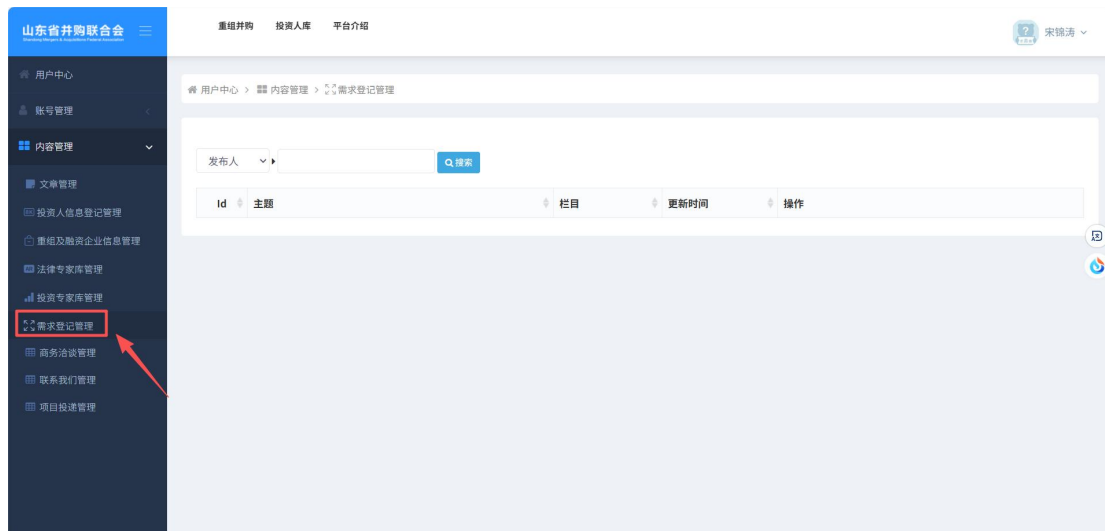 山东省并购联合会
重组并购 投资人库 平台介绍
宋锦涛
用户中心
账号管理
内容管理
文章管理
投资人信息登记管理
重组及融资企业信息管理
法律专家库管理
投资专家库管理
需求登记管理
商务洽谈管理
联系我们管理
项目投递管理
用户中心 > 内容管理 > 需求登记管理
发布人 搜索
Id 主题 栏目 更新时间 操作